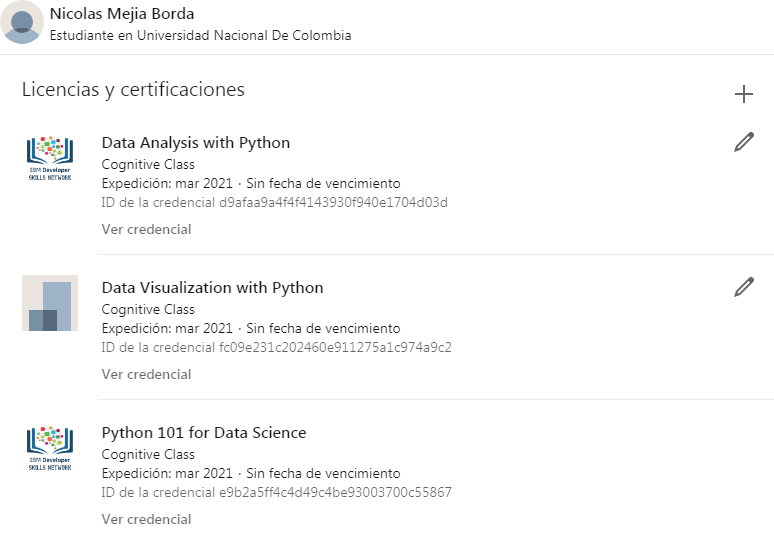 Nicolas Mejia Borda
Estudiante en Universidad Nacional De Colombia
Licencias y certificaciones
IBM Developer
SKILLS NETWORK
Data Analysis with Python
Cognitive Class
Expedición: mar 2021 · Sin fecha de vencimiento
ID de la credencial d9afaa9a4f4f4143930f940e1704d03d
Ver credencial
Data Visualization with Python
Cognitive Class
Expedición: mar 2021 · Sin fecha de vencimiento
ID de la credencial fc09e231c202460e911275a1c974a9c2
Ver credencial
IBM Developer
SKILLS NETWORK
Python 101 for Data Science
Cognitive Class
Expedición: mar 2021 · Sin fecha de vencimiento
ID de la credencial e9b2a5ff4c4d49c4be93003700c55867
Ver credencial